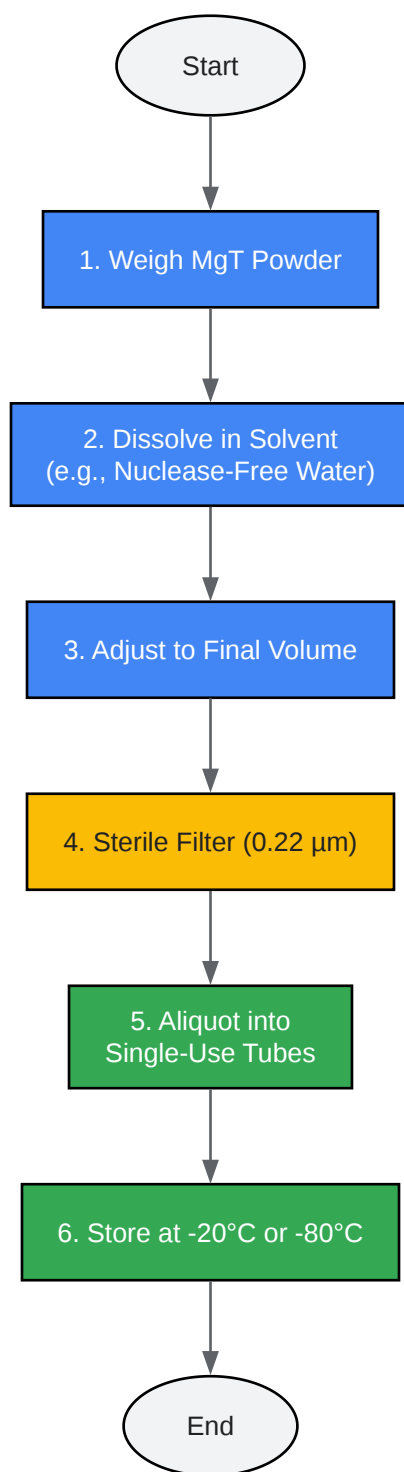 Start
1. Weigh MgT Powder
2. Dissolve in Solvent
(e.g., Nuclease-Free Water)
3. Adjust to Final Volume
4. Sterile Filter (0.22 µm)
5. Aliquot into
Single-Use Tubes
6. Store at -20°C or -80°C
End